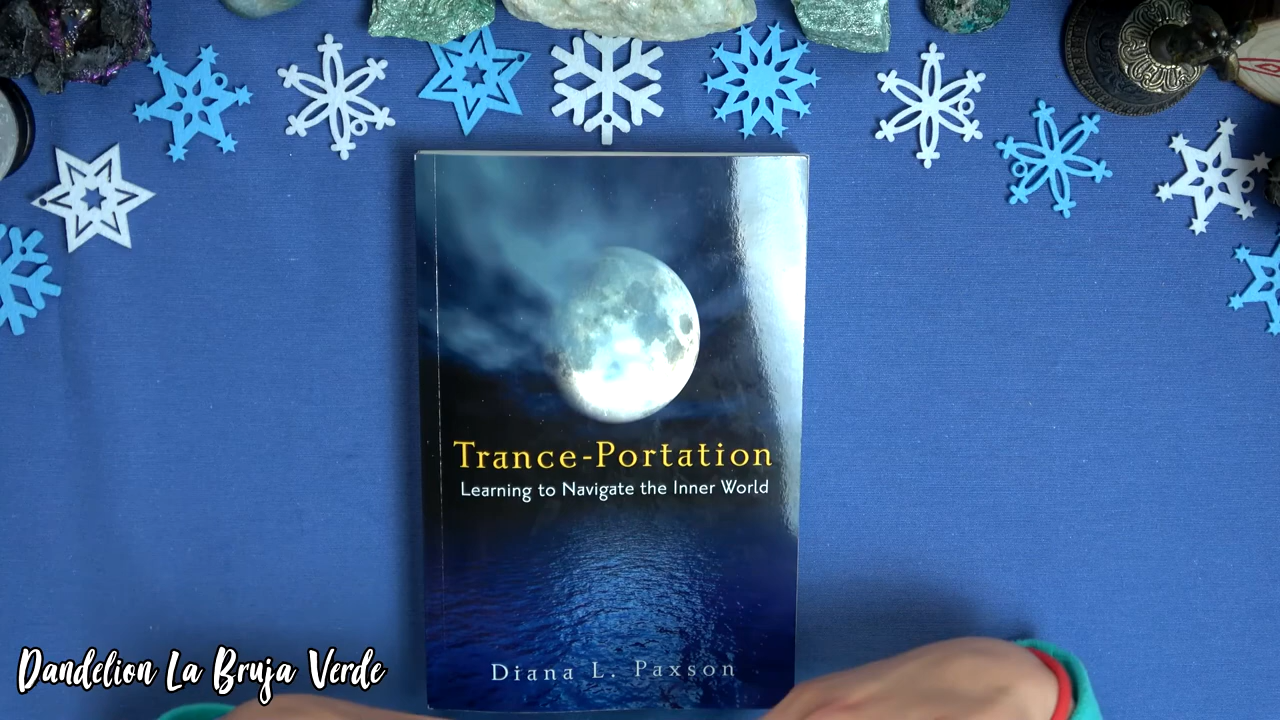 Trance-Portation
Learning to Navigate the Inner World
Diana L. Paxson
Dandelion La Bruja Verde